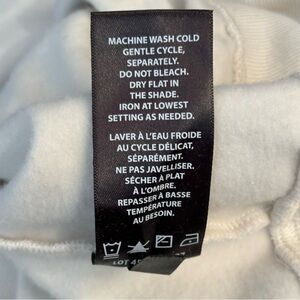 MACHINE WASH COLD
GENTLE CYCLE,
SEPARATELY.
DO NOT BLEACH.
DRY FLAT IN
THE SHADE.
IRON AT LOWEST
SETTING AS NEEDED.
LAVER À L'EAU FROIDE
AU CYCLE DÉLICAT,
SÉPARÉMENT.
NE PAS JAVELLISER.
SÉCHER À PLAT
À L'OMBRE.
REPASSER À BASSE
TEMPÉRATURE
AU BESOIN.
LOT